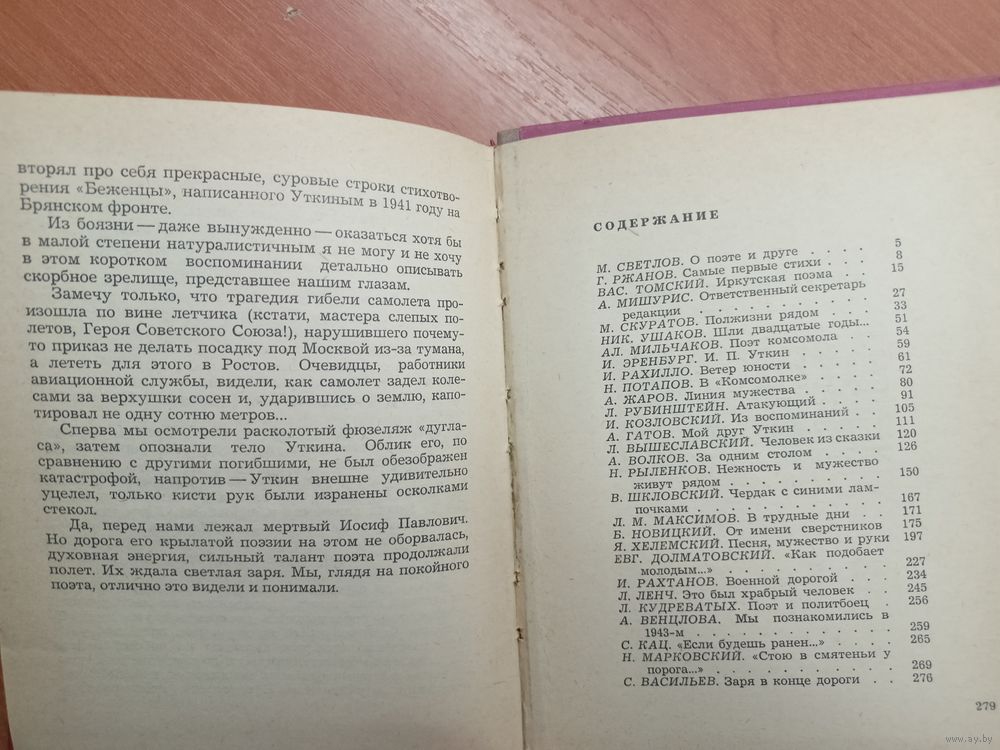 вторял про себя прекрасные, суровые строки стихотво-
рения «Беженцы», написанного Уткиным в 1941 году на
Брянском фронте.
Из боязни — даже вынужденно — оказаться хотя бы
в малой степени натуралистичным я не могу и не хочу
в этом коротком воспоминании детально описывать
скорбное зрелище, представшее нашим глазам.
Замечу только, что трагедия гибели самолета про-
изошла по вине летчика (кстати, мастера слепых по-
летов, Героя Советского Союза!), нарушившего почему-
то приказ не делать посадку под Москвой из-за тумана,
а лететь для этого в Ростов. Очевидцы, работники
авиационной службы, видели, как самолет задел коле-
сами за верхушки сосен и, ударившись о землю, капо-
тировал не одну сотню метров...
Сперва мы осмотрели расколотый фюзеляж «дугла-
са», затем опознали тело Уткина. Облик его, по
сравнению с другими погибшими, не был обезображен
катастрофой, напротив — Уткин внешне удивительно
уцелел, только кисти рук были изранены осколками
стекол.
Да, перед нами лежал мертвый Иосиф Павлович.
Но дорога его крылатой поэзии на этом не оборвалась,
духовная энергия, сильный талант поэта продолжали
полет. Их ждала светлая заря. Мы, глядя на покойного
поэта, отлично это видели и понимали.
СОДЕРЖАНИЕ
М. СВЕТЛОВ. О поэте и друге . . . . 5
Г. РЖАНОВ. Самые первые стихи . . . 8
ВАС. ТОМСКИЙ. Иркутская поэма . . 15
А. МИШУРИС. Ответственный секретарь
редакции . . . . . . . . . . 27
М. СКУРАТОВ. Полжизни рядом . . . 33
НИК. УШАКОВ. Шли двадцатые годы... 51
АЛ. МИЛЬЧАКОВ. Поэт комсомола . . 54
И. ЭРЕНБУРГ. И. П. Уткин . . . . 59
И. РАХИЛЛО. Ветер юности . . . . 61
Н. ПОТАПОВ. В «Комсомолке» . . . . 72
А. ЖАРОВ. Линия мужества . . . . 80
Л. РУБИНШТЕЙН. Атакующий . . . . 91
И. КОЗЛОВСКИЙ. Из воспоминаний . . 105
А. ГАТОВ. Мой друг Уткин . . . . 111
Л. ВЫШЕСЛАВСКИЙ. Человек из сказки 120
А. ВОЛКОВ. За одним столом . . . . 126
Н. РЫЛЕНКОВ. Нежность и мужество
живут рядом . . . . . . . . . 150
В. ШКЛОВСКИЙ. Чердак с синими лам-
почками . . . . . . . . . . 167
Л. М. МАКСИМОВ. В трудные дни . . 171
Б. НОВИЦКИЙ. От имени сверстников 175
Я. ХЕЛЕМСКИЙ. Песня, мужество и руки 197
ЕВГ. ДОЛМАТОВСКИЙ. «Как подобает
молодым...» . . . . . . . . . 227
И. РАХТАНОВ. Военной дорогой . . . 234
Л. ЛЕНЧ. Это был храбрый человек . . 245
Л. КУДРЕВАТЫХ. Поэт и политбоец . 256
А. ВЕНЦЛОВА. Мы познакомились в
1943-м . . . . . . . . . . . 259
С. КАЦ. «Если будешь ранен...» . . . 265
Н. МАРКОВСКИЙ. «Стою в смятеньи у
порога...» . . . . . . . . . . 269
С. ВАСИЛЬЕВ. Заря в конце дороги . . 276
279
www.ay.by